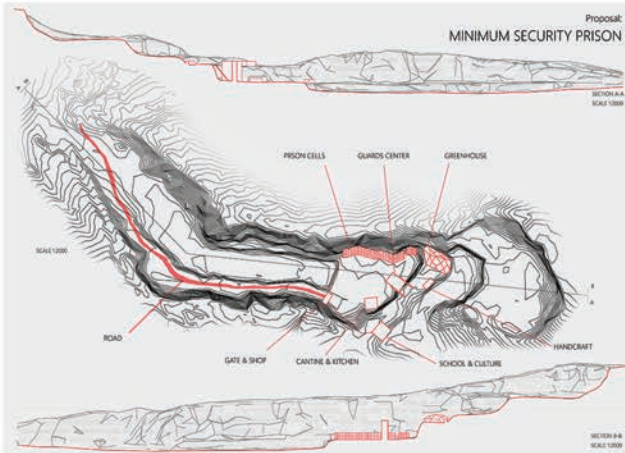 Proposal:
MINIMUM SECURITY PRISON
SECTION A-A
SCALE 1:2000
PRISON CELLS
GUARDS CENTER
GREENHOUSE
SCALE 1:2000
ROAD
GATE & SHOP
CANTINE & KITCHEN
SCHOOL & CULTURE
HANDCRAFT
SECTION B-B
SCALE 1:2000